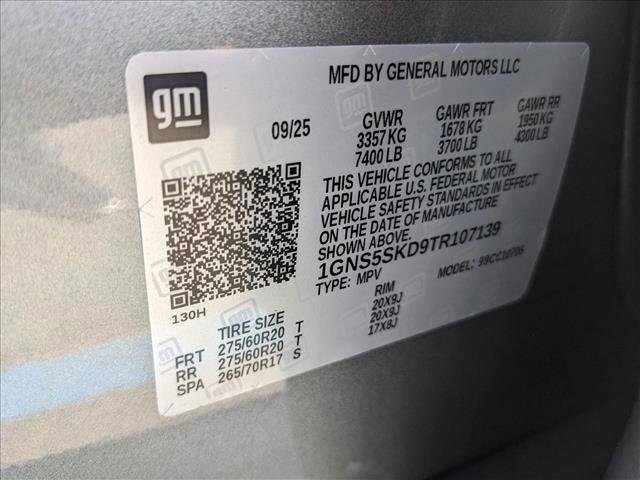 gm
MFD BY GENERAL MOTORS LLC
09/25
GVWR GAWR FRT GAWR RR
3357 KG 1678 KG 1950 KG
7400 LB 3700 LB 4300 LB
THIS VEHICLE CONFORMS TO ALL
APPLICABLE U.S. FEDERAL MOTOR
VEHICLE SAFETY STANDARDS IN EFFECT
ON THE DATE OF MANUFACTURE
SHOWN ABOVE.
1GNS5SKD9TR107139
TYPE: MPV MODEL: 99CC10706
130H
TIRE SIZE RIM
FRT 275/60R20 T 20X9J
RR 275/60R20 T 20X9J
SPA 265/70R17 S 17X8J